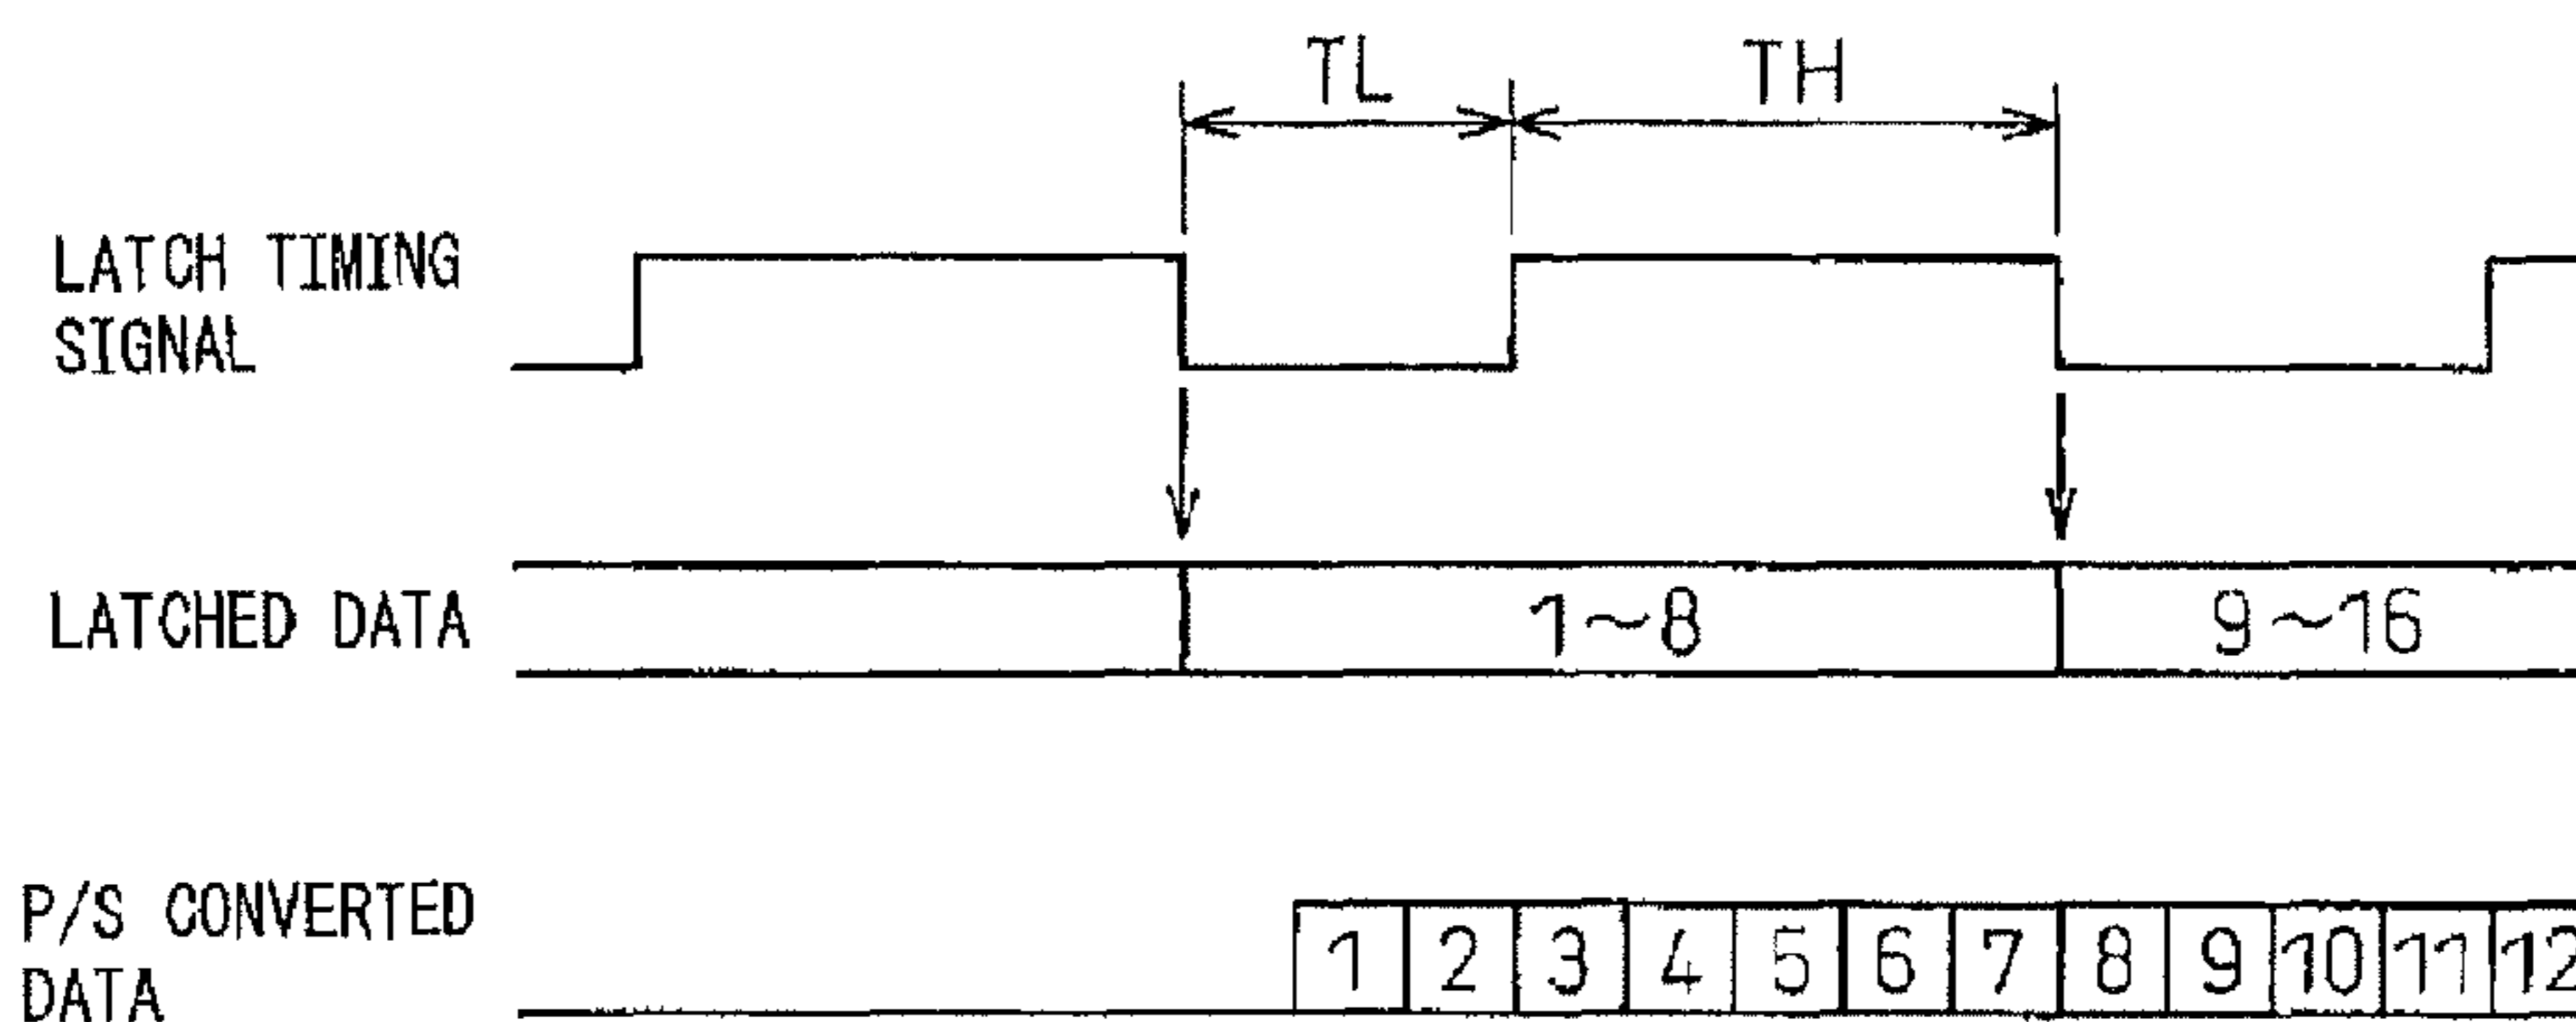 TL TH
LATCH TIMING
SIGNAL
LATCHED DATA 1~8 9~16
P/S CONVERTED
DATA
1 2 3 4 5 6 7 8 9 10 11 12